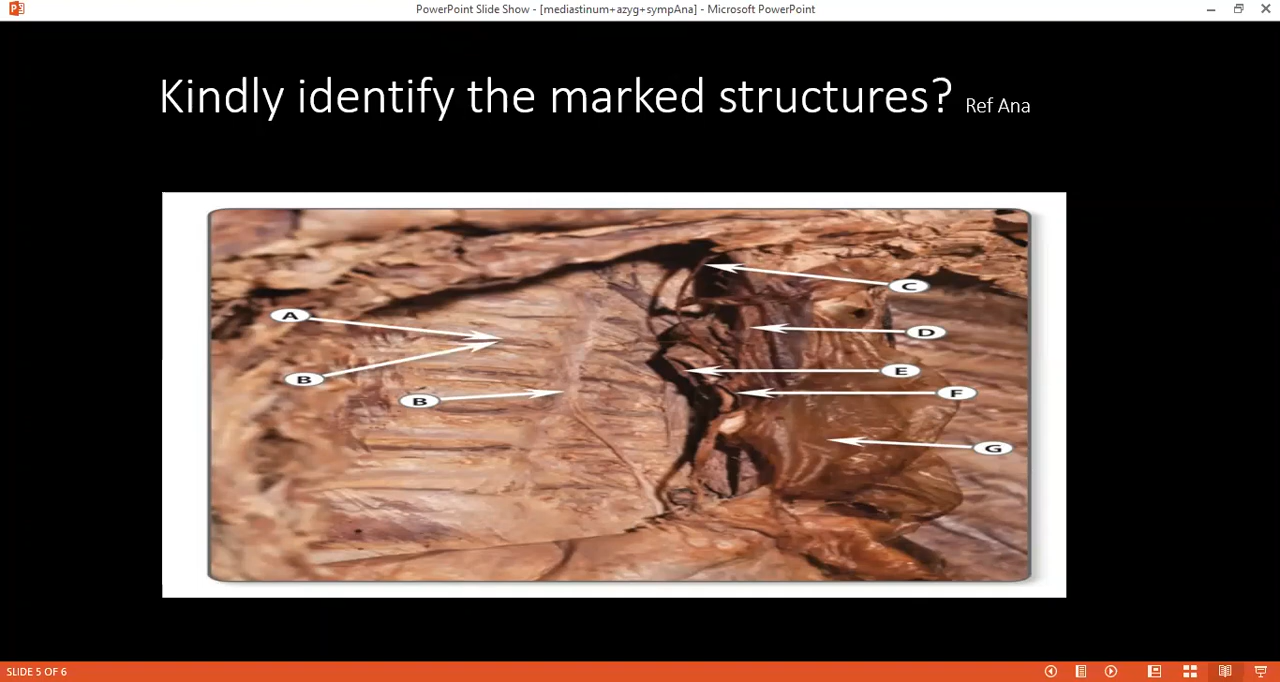 PowerPoint Slide Show - [mediastinum+azyg+sympAna] - Microsoft PowerPoint
Kindly identify the marked structures? Ref Ana
A
C
D
B
E
B
F
G
SLIDE 5 OF 6